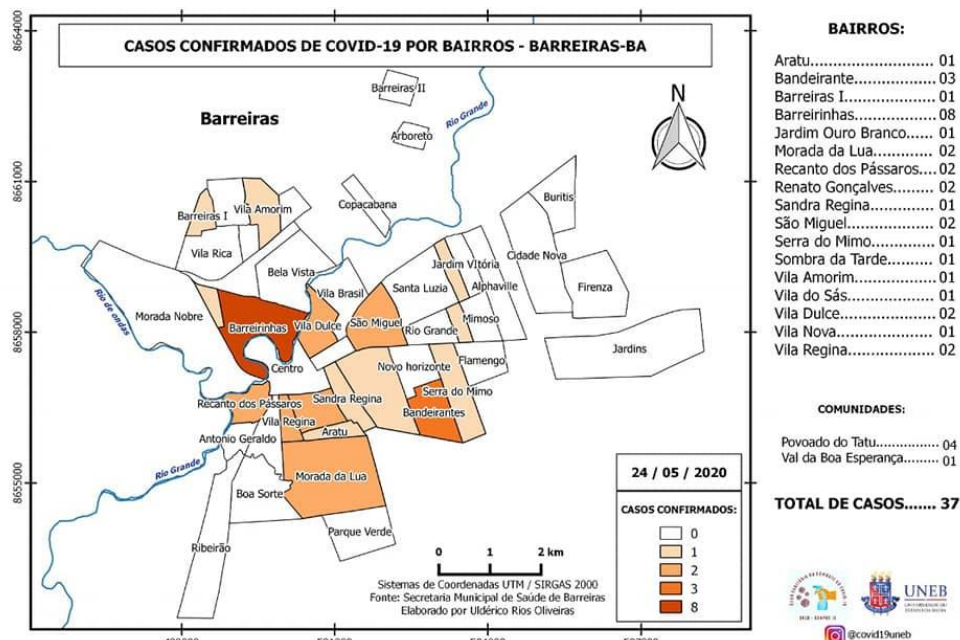 CASOS CONFIRMADOS DE COVID-19 POR BAIRROS - BARREIRAS-BA
8664000
8661000
8658000
8655000
Barreiras
Barreiras II
Arboreto
Rio Grande
N
Copacabana
Buritis
Barreiras I
Vila Amorim
Vila Rica
Bela Vista
Cidade Nova
Jardim VItória
Alphaville
Firenza
Santa Luzia
Vila Brasil
Rio de ondas
Morada Nobre
Barreirinhas
Vila Dulce
São Miguel
Rio Grande
Mimoso
Jardins
Centro
Novo horizonte
Flamengo
Serra do Mimo
Recanto dos Pássaros
Sandra Regina
Bandeirantes
Vila Regina
Aratu
Antonio Geraldo
Rio Grande
Morada da Lua
Boa Sorte
Parque Verde
Ribeirão
0 1 2 km
Sistemas de Coordenadas UTM / SIRGAS 2000
Fonte: Secretaria Municipal de Saúde de Barreiras
Elaborado por Uldérico Rios Oliveiras
24 / 05 / 2020
CASOS CONFIRMADOS:
0
1
2
3
8
BAIRROS:
Aratu............................ 01
Bandeirante................. 03
Barreiras I.................... 01
Barreirinhas................. 08
Jardim Ouro Branco...... 01
Morada da Lua............. 02
Recanto dos Pássaros.... 02
Renato Gonçalves......... 02
Sandra Regina.............. 01
São Miguel................... 02
Serra do Mimo.............. 01
Sombra da Tarde.......... 01
Vila Amorim................. 01
Vila do Sás................... 01
Vila Dulce.................... 02
Vila Nova..................... 01
Vila Regina................... 02
COMUNIDADES:
Povoado do Tatu............... 04
Val da Boa Esperança......... 01
TOTAL DE CASOS....... 37
UNEB
@covid19uneb